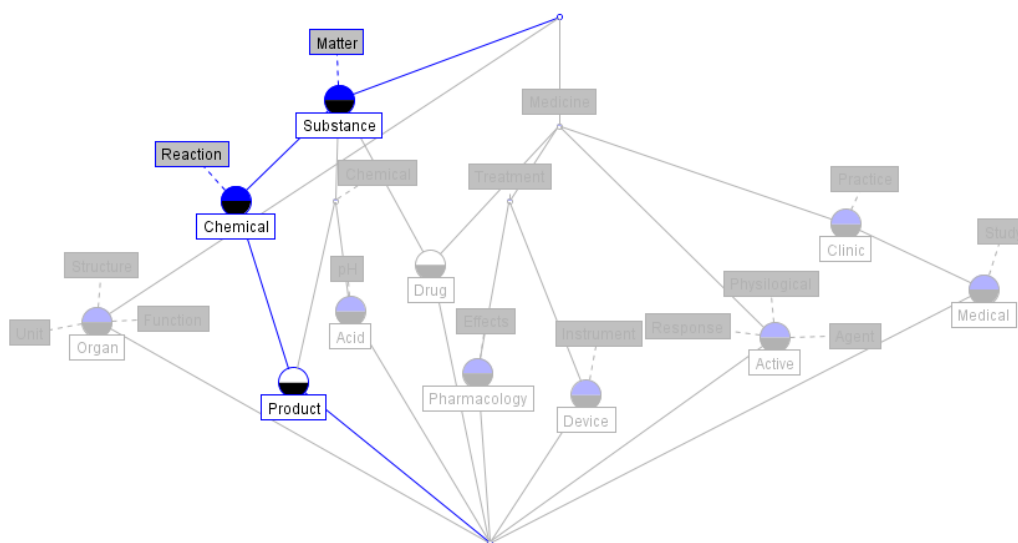 Matter
Medicine
Substance
Reaction
Chemical
Treatment
Practice
Chemical
Clinic
Structure
pH
Drug
Physilogical
Stud
Unit
Function
Effects
Instrument
Response
Agent
Medical
Organ
Acid
Active
Product
Pharmacology
Device